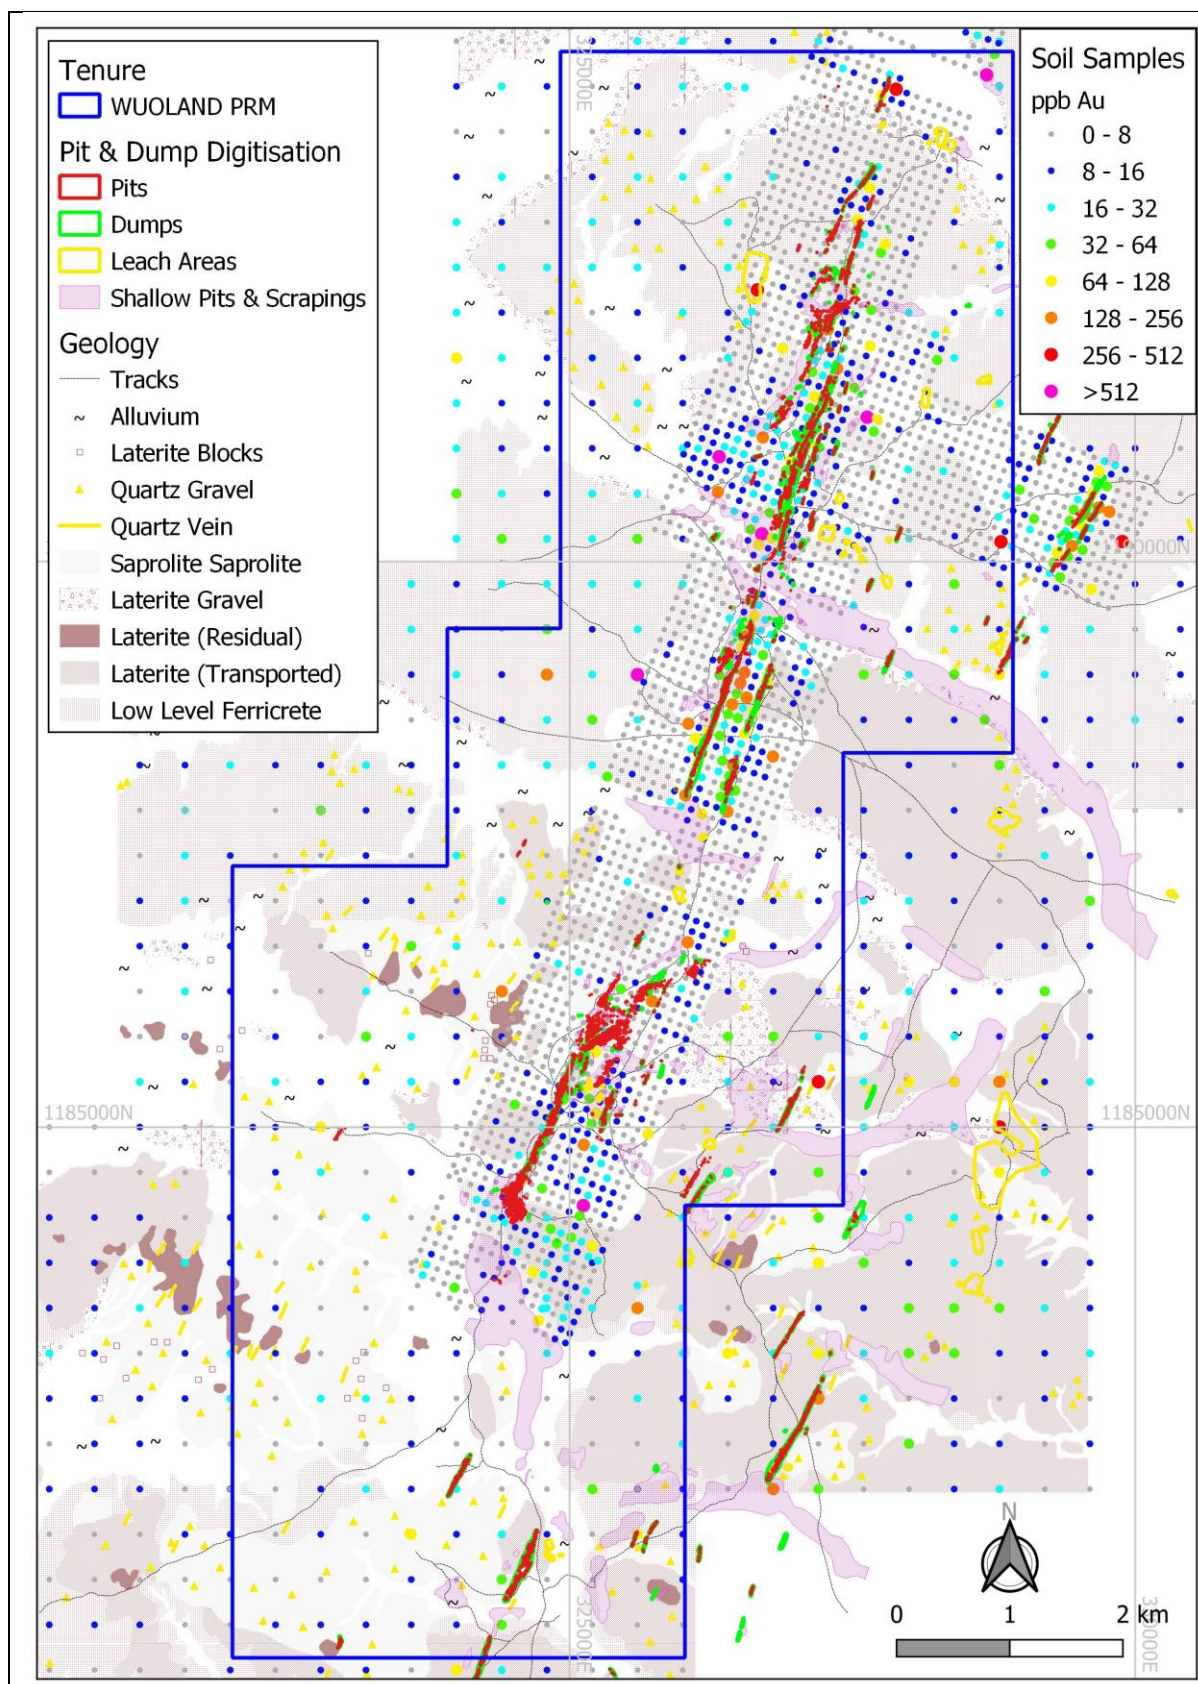 Tenure
WUOLAND PRM
Pit & Dump Digitisation
Pits
Dumps
Leach Areas
Shallow Pits & Scrapings
Geology
Tracks
Alluvium
Laterite Blocks
Quartz Gravel
Quartz Vein
Saprolite Saprolite
Laterite Gravel
Laterite (Residual)
Laterite (Transported)
Low Level Ferricrete
325000E
Soil Samples
ppb Au
0 - 8
8 - 16
16 - 32
32 - 64
64 - 128
128 - 256
256 - 512
>512
1190000N
1185000N
1185000N
N
0 1 2 km
325000E